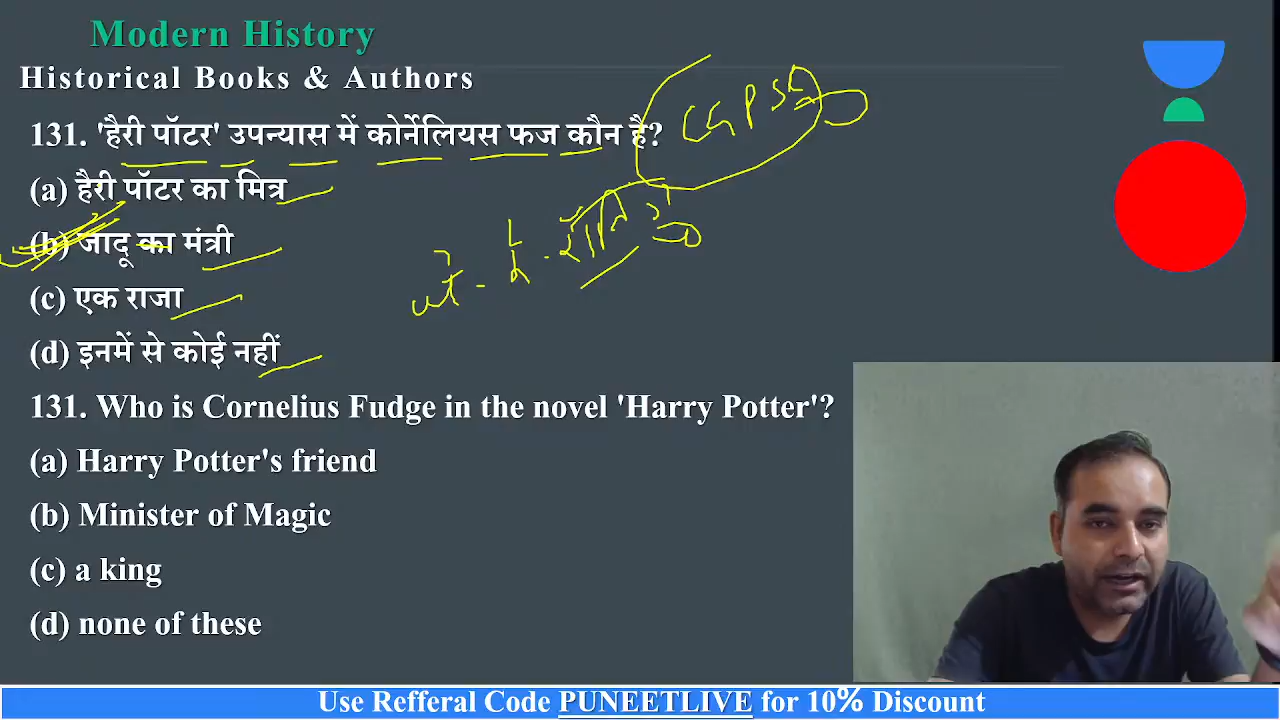 Modern History
Historical Books & Authors
131. 'हैरी पॉटर' उपन्यास में कोर्नेलियस फज कौन है?
CGPSC
(a) हैरी पॉटर का मित्र
(b) जादू का मंत्री
(c) एक राजा
(d) इनमें से कोई नहीं
131. Who is Cornelius Fudge in the novel 'Harry Potter'?
(a) Harry Potter's friend
(b) Minister of Magic
(c) a king
(d) none of these
Use Refferal Code PUNEETLIVE for 10% Discount